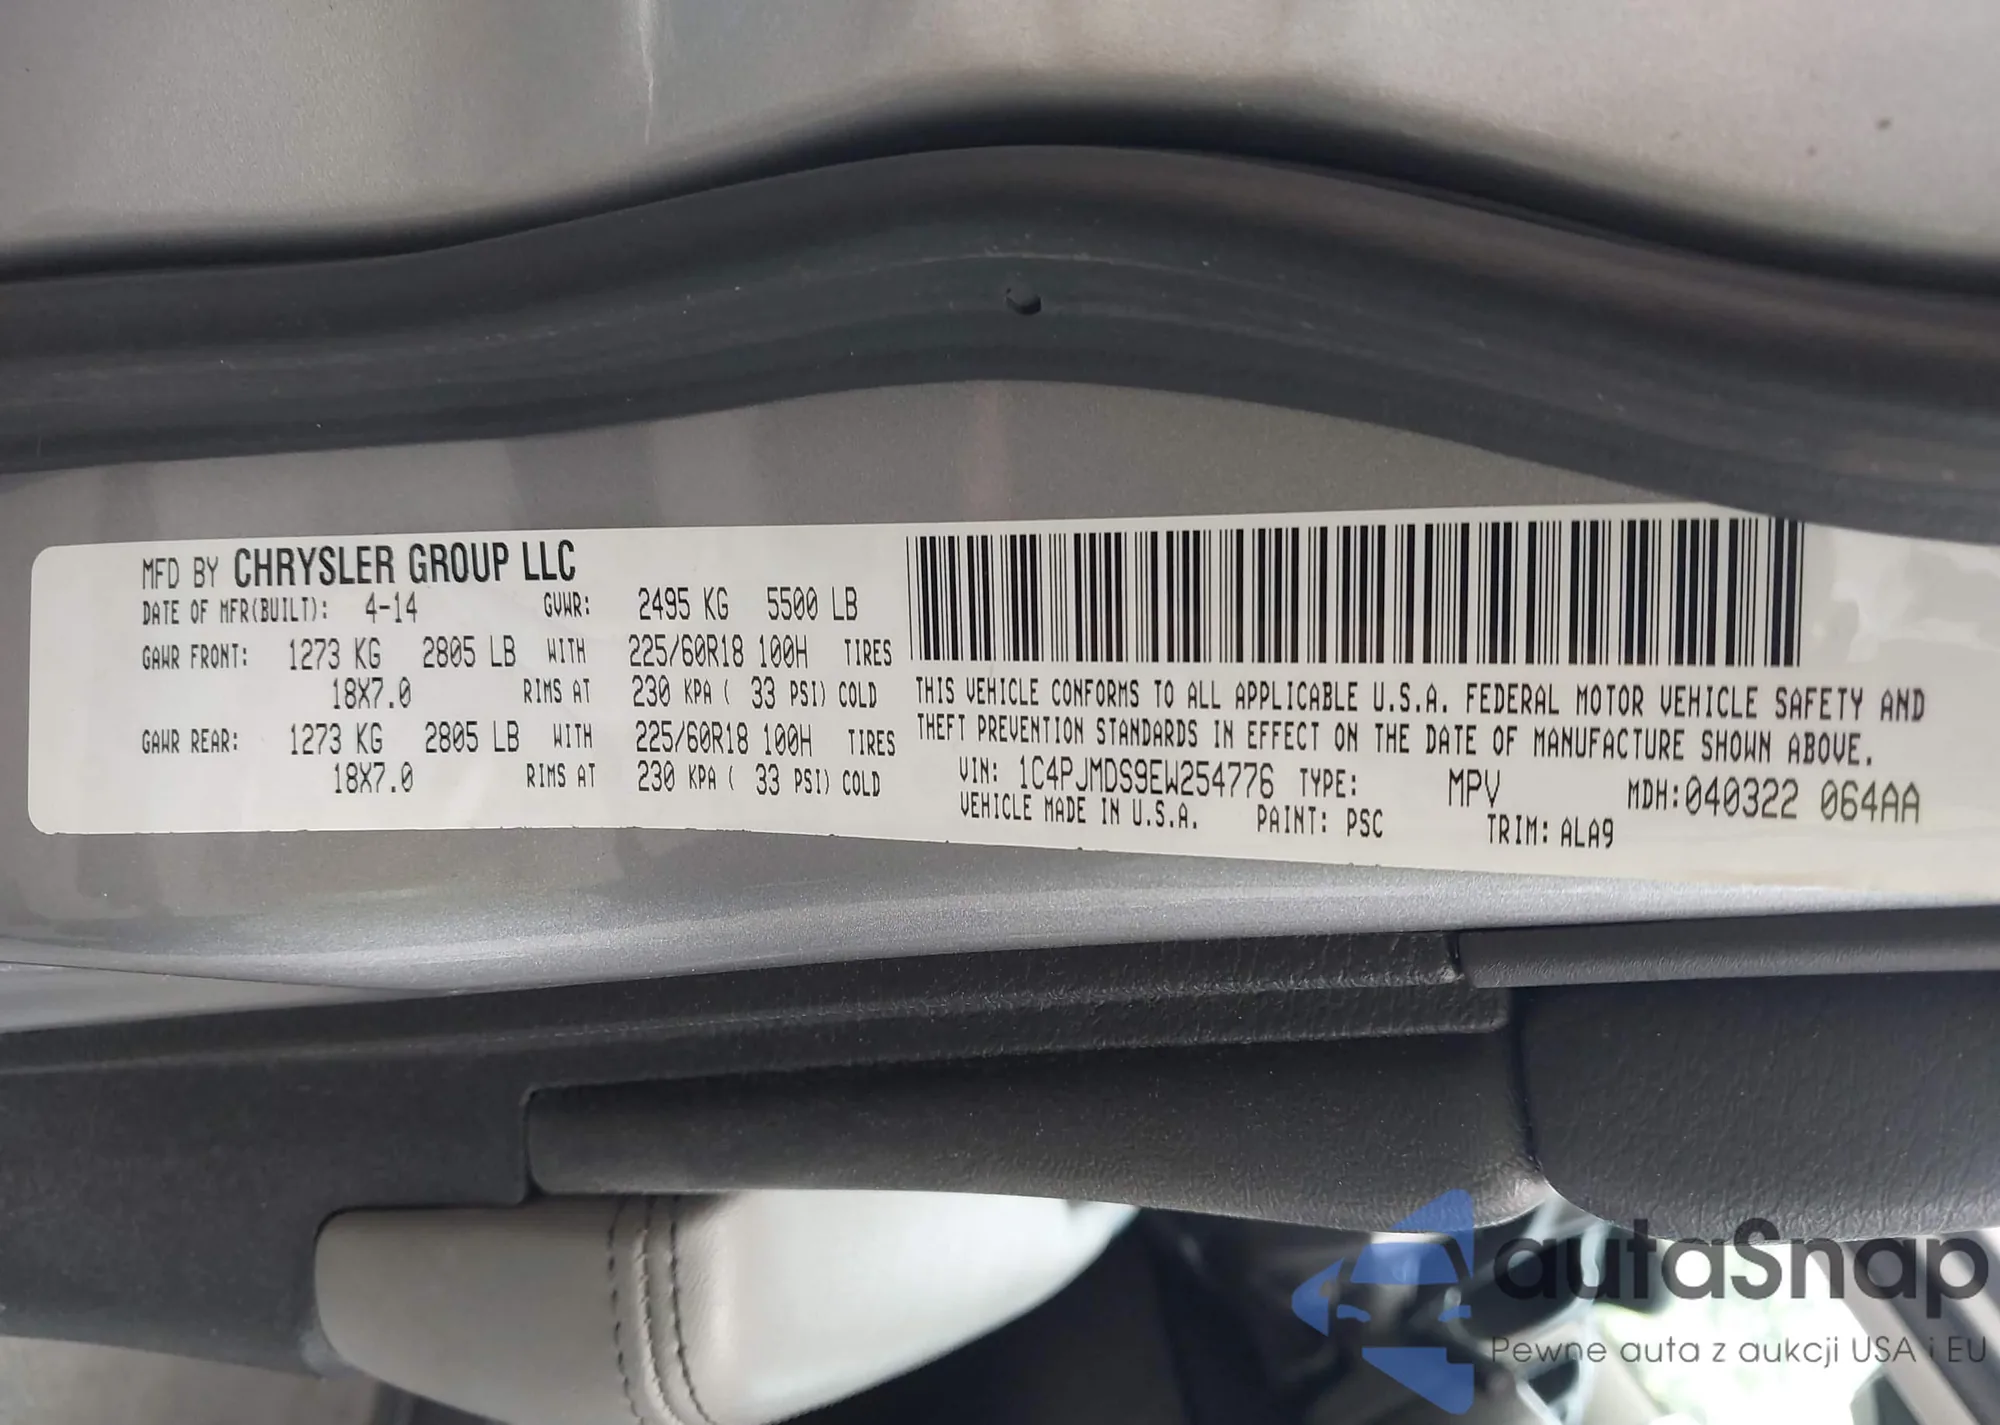 MFD BY CHRYSLER GROUP LLC
DATE OF MFR(BUILT): 4-14 GVWR: 2495 KG 5500 LB
GAWR FRONT: 1273 KG 2805 LB WITH 225/60R18 100H TIRES
18X7.0 RIMS AT 230 KPA ( 33 PSI) COLD
GAWR REAR: 1273 KG 2805 LB WITH 225/60R18 100H TIRES
18X7.0 RIMS AT 230 KPA ( 33 PSI) COLD
THIS VEHICLE CONFORMS TO ALL APPLICABLE U.S.A. FEDERAL MOTOR VEHICLE SAFETY AND
THEFT PREVENTION STANDARDS IN EFFECT ON THE DATE OF MANUFACTURE SHOWN ABOVE.
VIN: 1C4PJMDS9EW254776 TYPE: MPV MDH:040322 064AA
VEHICLE MADE IN U.S.A. PAINT: PSC TRIM: ALA9
autaSnap
Pewne auta z aukcji USA i EU